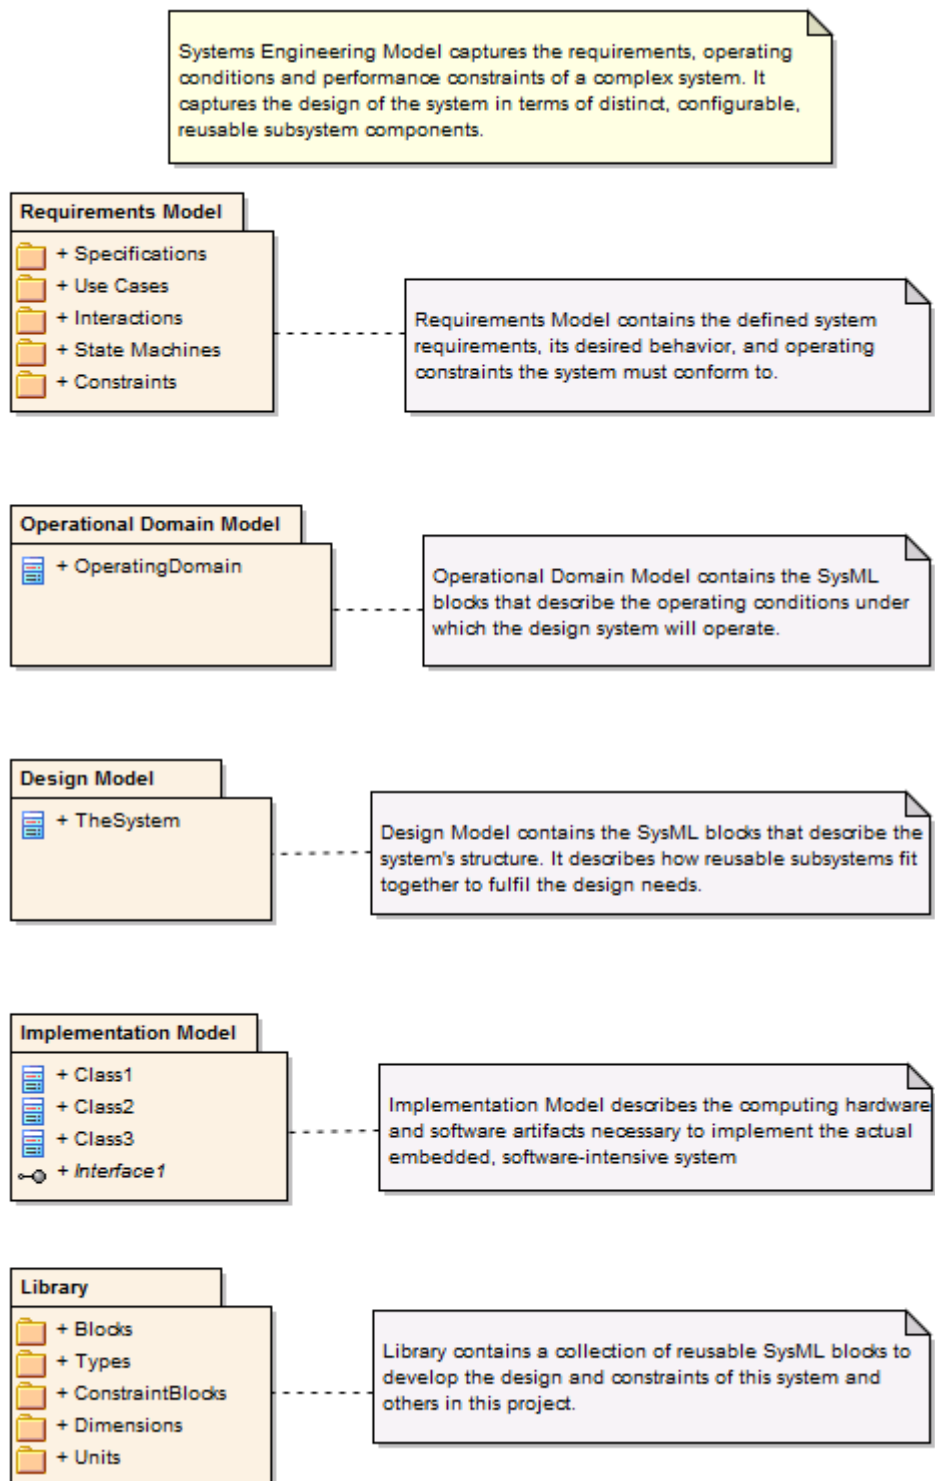 Systems Engineering Model captures the requirements, operating
conditions and performance constraints of a complex system. It
captures the design of the system in terms of distinct, configurable,
reusable subsystem components.
Requirements Model
+ Specifications
+ Use Cases
+ Interactions
+ State Machines
+ Constraints
Requirements Model contains the defined system
requirements, its desired behavior, and operating
constraints the system must conform to.
Operational Domain Model
+ OperatingDomain
Operational Domain Model contains the SysML
blocks that describe the operating conditions under
which the design system will operate.
Design Model
+ TheSystem
Design Model contains the SysML blocks that describe the
system's structure. It describes how reusable subsystems fit
together to fulfil the design needs.
Implementation Model
+ Class1
+ Class2
+ Class3
+ Interface1
Implementation Model describes the computing hardware
and software artifacts necessary to implement the actual
embedded, software-intensive system
Library
+ Blocks
+ Types
+ ConstraintBlocks
+ Dimensions
+ Units
Library contains a collection of reusable SysML blocks to
develop the design and constraints of this system and
others in this project.